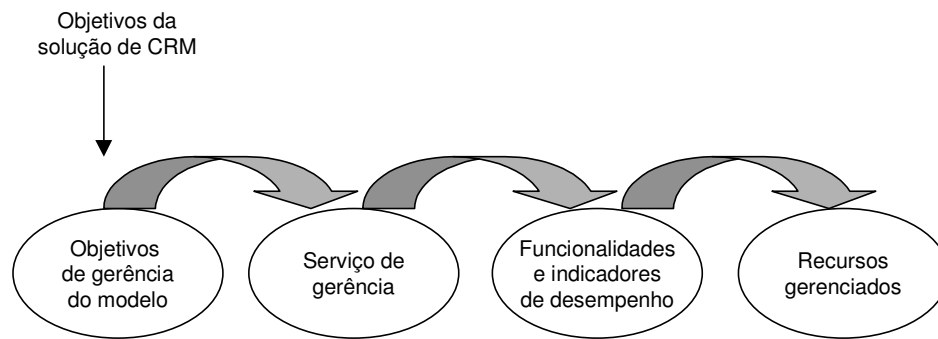 Objetivos da
solução de CRM
Objetivos
de gerência
do modelo
Serviço de
gerência
Funcionalidades
e indicadores
de desempenho
Recursos
gerenciados